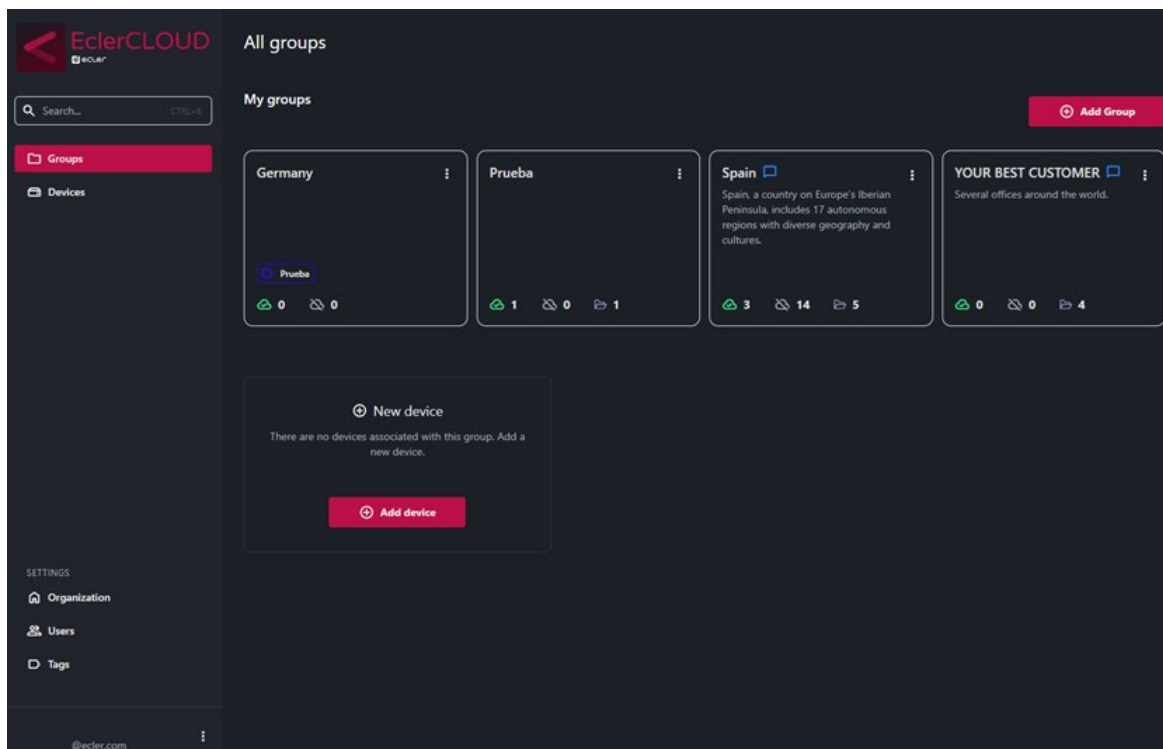 EclerCLOUD
ecler
Search...
CTRL+K
Groups
Devices
SETTINGS
Organization
Users
Tags
@ecler.com
All groups
My groups
Add Group
Germany
Prueba
0
0
Prueba
1
0
1
Spain
Spain, a country on Europe's Iberian
Peninsula, includes 17 autonomous
regions with diverse geography and
cultures.
3
14
5
YOUR BEST CUSTOMER
Several offices around the world.
0
0
4
New device
There are no devices associated with this group. Add a
new device.
Add device